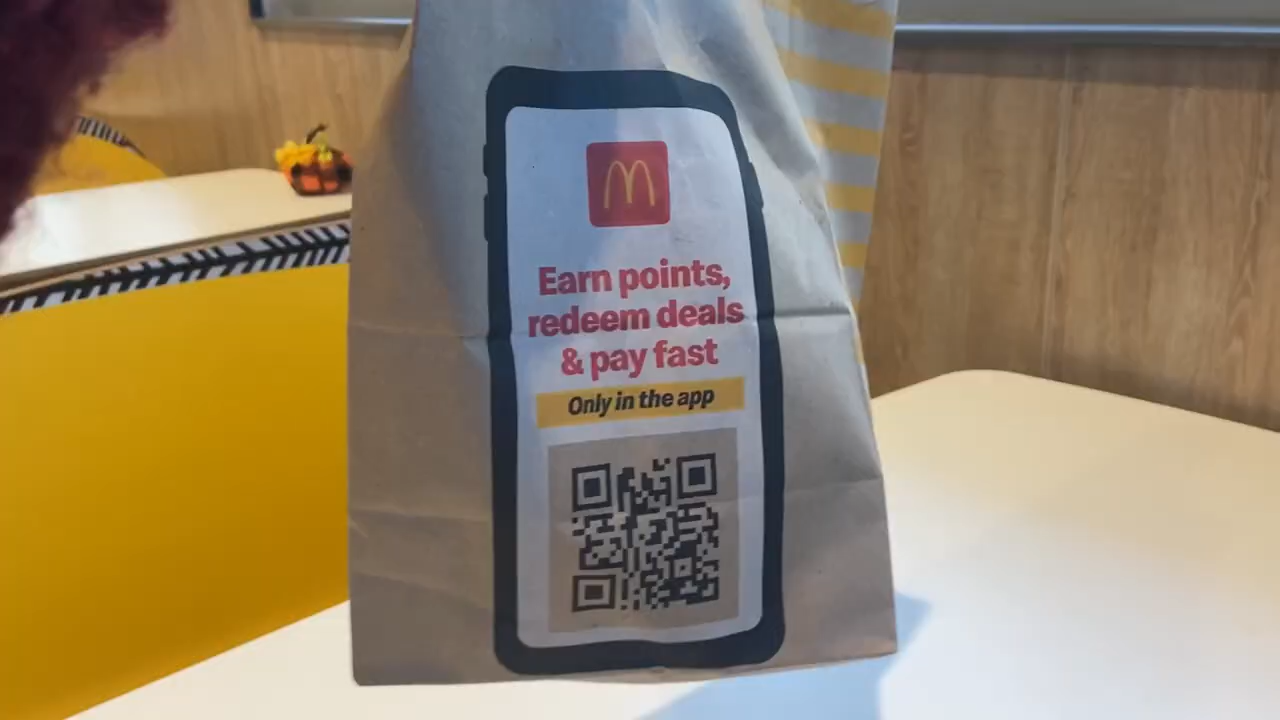 Earn points,
redeem deals
& pay fast
Only in the app